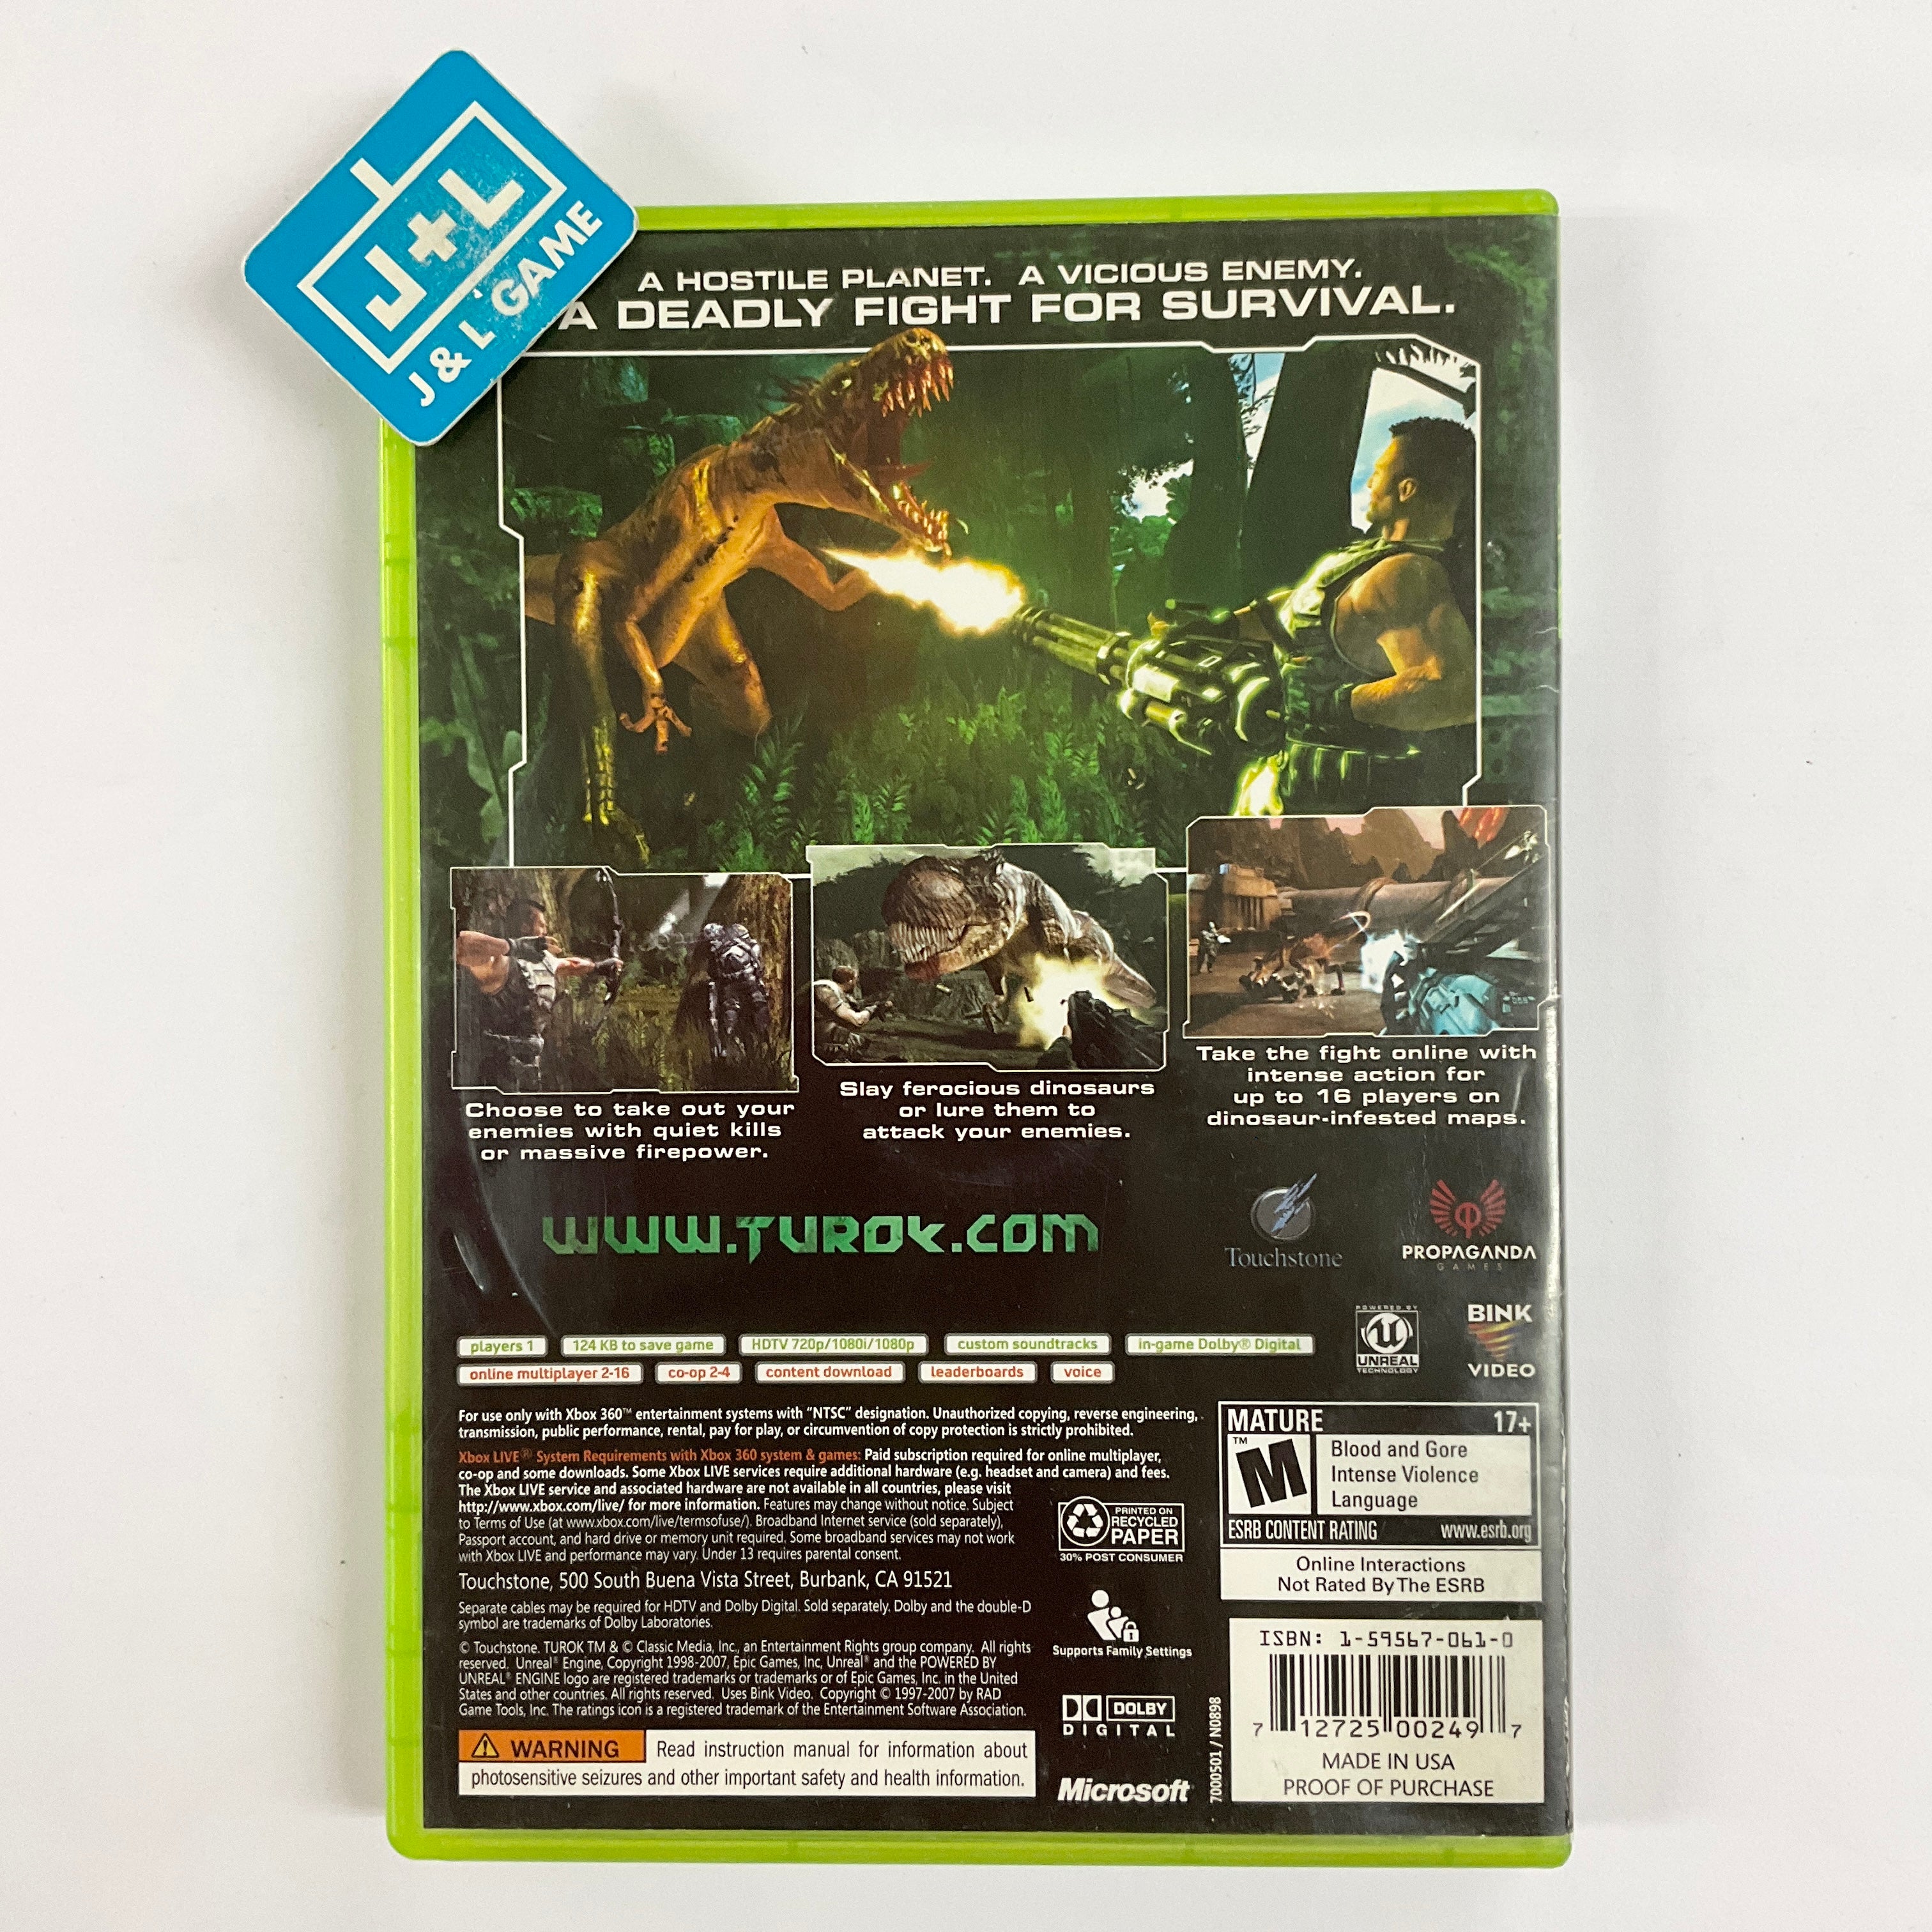 J+L
J & L GAME
A HOSTILE PLANET. A VICIOUS ENEMY.
A DEADLY FIGHT FOR SURVIVAL.
Choose to take out your
enemies with quiet kills
or massive firepower.
Slay ferocious dinosaurs
or lure them to
attack your enemies.
Take the fight online with
intense action for
up to 16 players on
dinosaur-infested maps.
www.TUROK.com
Touchstone
PROPAGANDA
GAMES
players 1
124 KB to save game
HDTV 720p/1080i/1080p
custom soundtracks
in-game Dolby® Digital
online multiplayer 2-16
co-op 2-4
content download
leaderboards
voice
POWERED BY
UNREAL
TECHNOLOGY
BINK
VIDEO
For use only with Xbox 360™ entertainment systems with “NTSC” designation. Unauthorized copying, reverse engineering,
transmission, public performance, rental, pay for play, or circumvention of copy protection is strictly prohibited.
Xbox LIVE® System Requirements with Xbox 360 system & games: Paid subscription required for online multiplayer,
co-op and some downloads. Some Xbox LIVE services require additional hardware (e.g. headset and camera) and fees.
The Xbox LIVE service and associated hardware are not available in all countries, please visit
http://www.xbox.com/live/ for more information. Features may change without notice. Subject
to Terms of Use (at www.xbox.com/live/termsofuse/). Broadband Internet service (sold separately),
Passport account, and hard drive or memory unit required. Some broadband services may not work
with Xbox LIVE and performance may vary. Under 13 requires parental consent.
Touchstone, 500 South Buena Vista Street, Burbank, CA 91521
Separate cables may be required for HDTV and Dolby Digital. Sold separately. Dolby and the double-D
symbol are trademarks of Dolby Laboratories.
© Touchstone. TUROK TM & © Classic Media, Inc., an Entertainment Rights group company. All rights
reserved. Unreal® Engine, Copyright 1998-2007, Epic Games, Inc, Unreal® and the POWERED BY
UNREAL® ENGINE logo are registered trademarks or trademarks or of Epic Games, Inc. in the United
States and other countries. All rights reserved. Uses Bink Video. Copyright © 1997-2007 by RAD
Game Tools, Inc. The ratings icon is a registered trademark of the Entertainment Software Association.
WARNING Read instruction manual for information about
photosensitive seizures and other important safety and health information.
PRINTED ON
RECYCLED
PAPER
30% POST CONSUMER
Supports Family Settings
DOLBY
DIGITAL
Microsoft
7000501 / N0898
MATURE 17+
M
™
Blood and Gore
Intense Violence
Language
ESRB CONTENT RATING www.esrb.org
Online Interactions
Not Rated By The ESRB
ISBN: 1-59567-061-0
7 12725 00249 7
MADE IN USA
PROOF OF PURCHASE